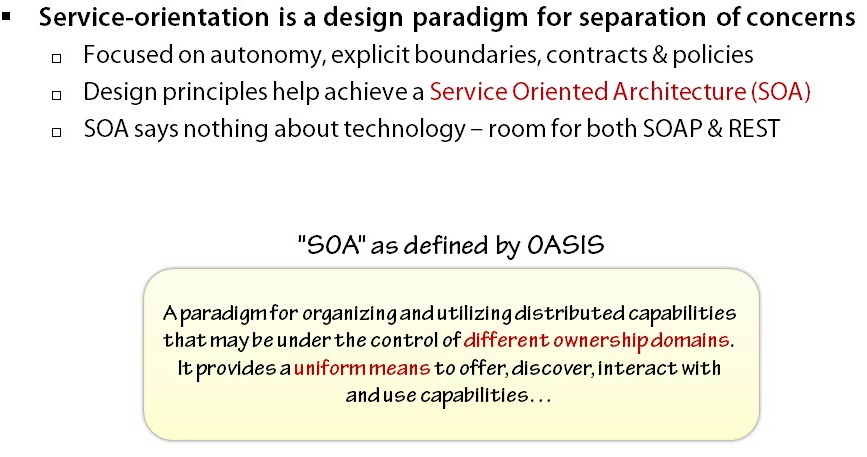 Service-orientation is a design paradigm for separation of concerns
Focused on autonomy, explicit boundaries, contracts & policies
Design principles help achieve a Service Oriented Architecture (SOA)
SOA says nothing about technology – room for both SOAP & REST
"SOA" as defined by OASIS
A paradigm for organizing and utilizing distributed capabilities
that may be under the control of different ownership domains.
It provides a uniform means to offer, discover, interact with
and use capabilities...